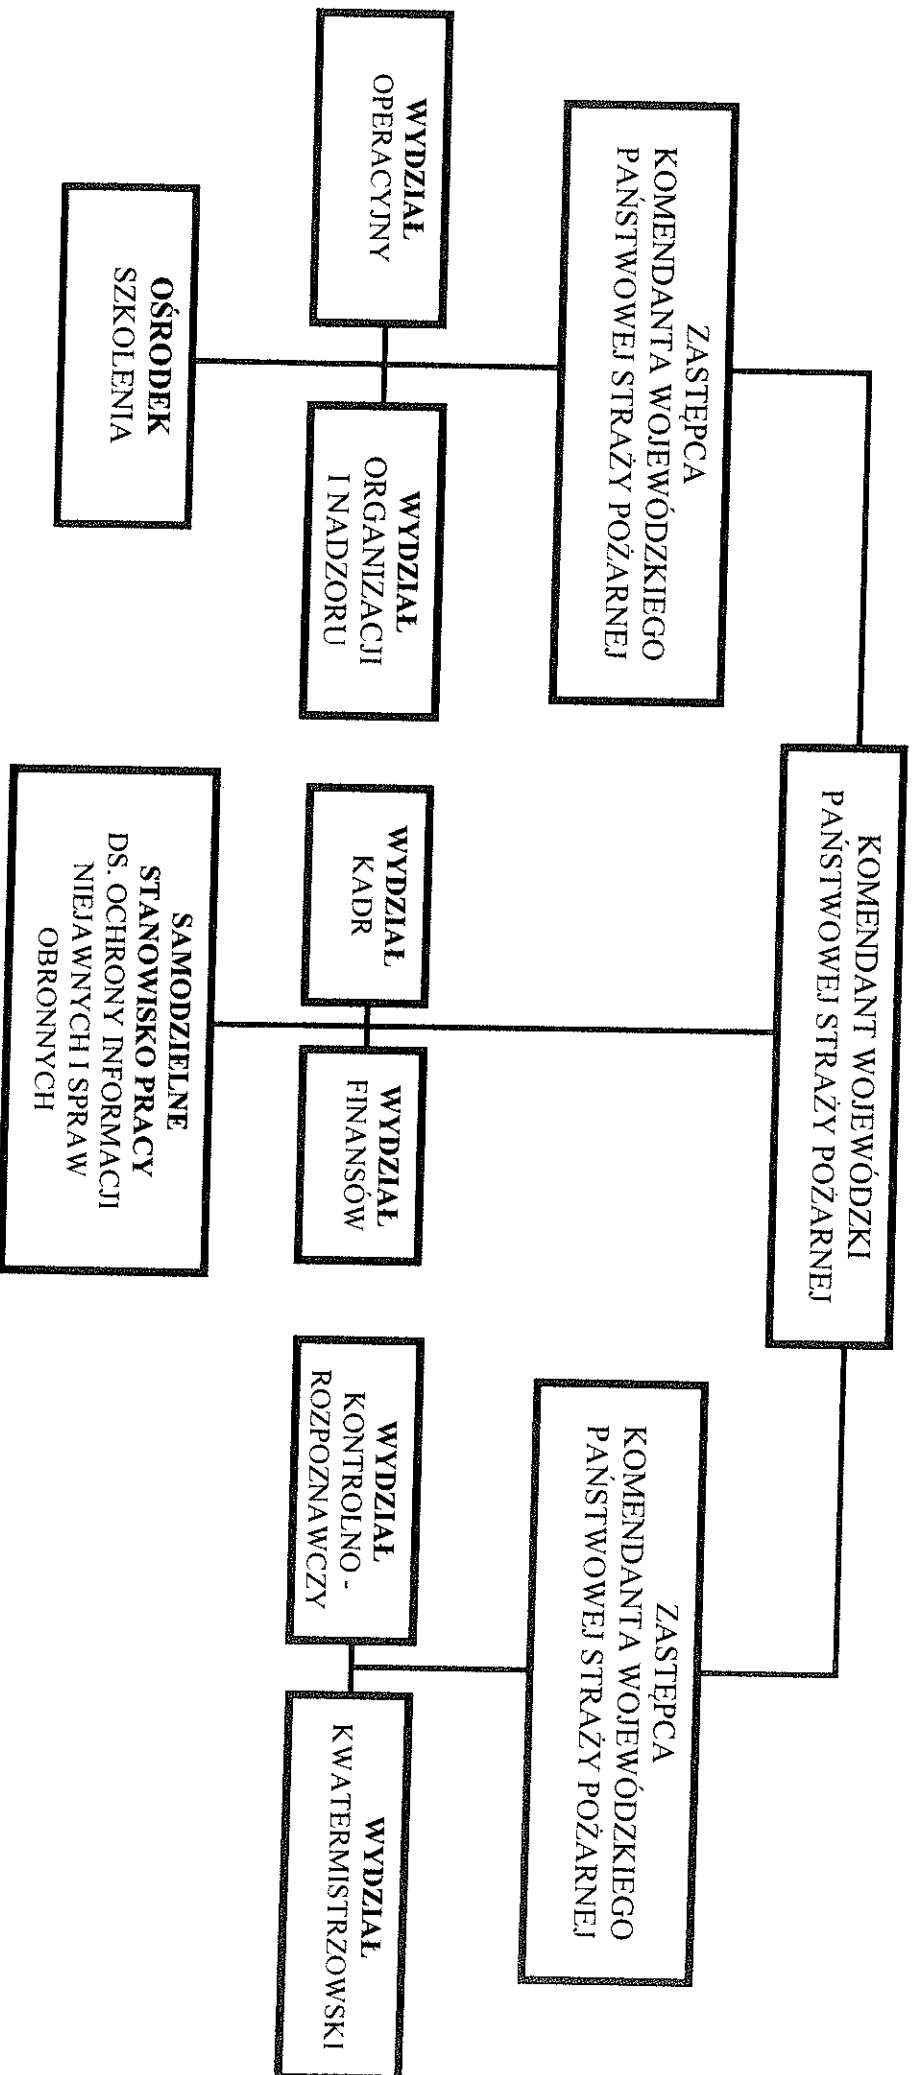 KOMENDANT WOJEWÓDZKI
PAŃSTWOWEJ STRAŻY POŻARNEJ
ZASTĘPCA
KOMENDANTA WOJEWÓDZKIEGO
PAŃSTWOWEJ STRAŻY POŻARNEJ
ZASTĘPCA
KOMENDANTA WOJEWÓDZKIEGO
PAŃSTWOWEJ STRAŻY POŻARNEJ
WYDZIAŁ
OPERACYJNY
WYDZIAŁ
ORGANIZACJI
I NADZORU
WYDZIAŁ
KADR
WYDZIAŁ
FINANSÓW
WYDZIAŁ
KONTROLNO -
ROZPOZNAWCZY
WYDZIAŁ
KWATERMISTRZOWSKI
OŚRODEK
SZKOLENIA
SAMODZIELNE
STANOWISKO PRACY
DS. OCHRONY INFORMACJI
NIEJAWNYCH I SPRAW
OBRONNYCH